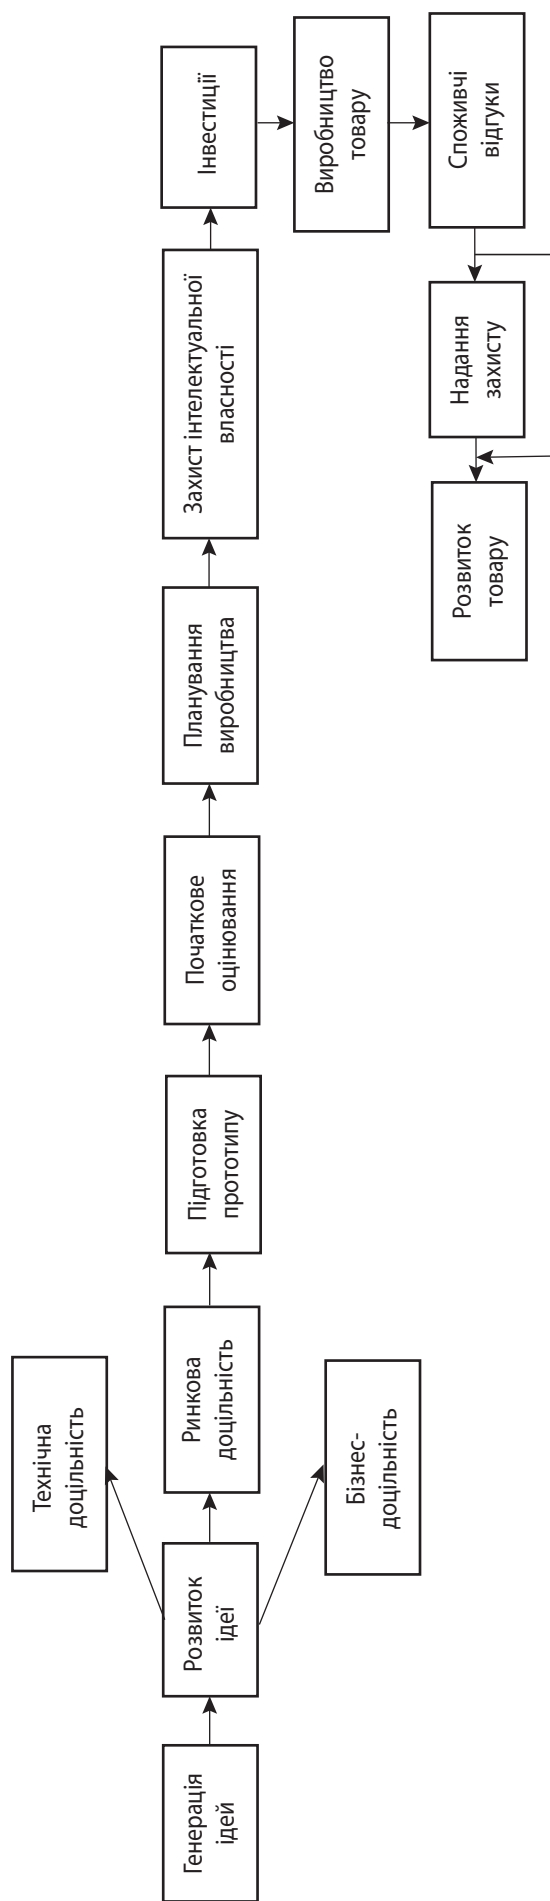 Генерація
ідей
Розвиток
ідеї
Технічна
доцільність
Ринкова
доцільність
Бізнес-
доцільність
Підготовка
прототипу
Початкове
оцінювання
Планування
виробництва
Захист інтелектуальної
власності
Інвестиції
Виробництво
товару
Споживчі
відгуки
Надання
захисту
Розвиток
товару